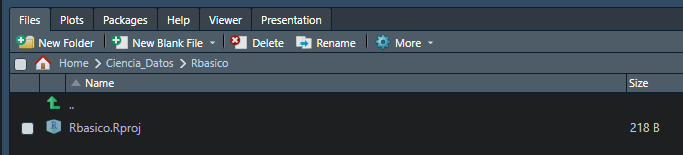 Files Plots Packages Help Viewer Presentation
New Folder New Blank File Delete Rename More
Home Ciencia_Datos Rbasico
Name Size
..
R Rbasico.Rproj 218 B